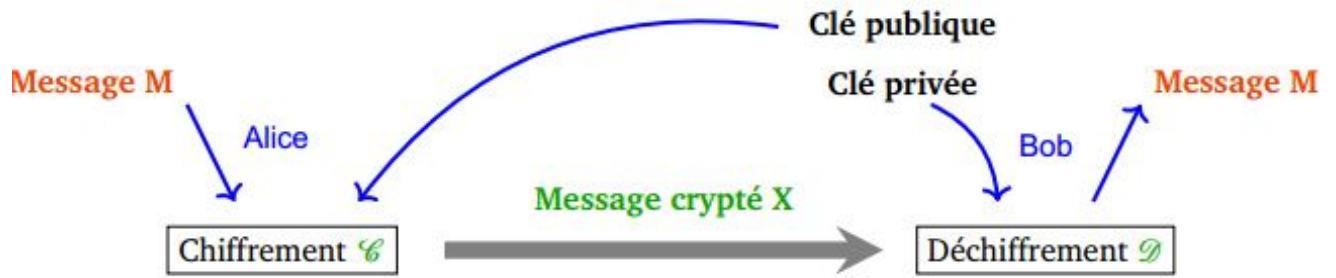 Clé publique
Message M
Clé privée
Message M
Alice
Bob
Message crypté X
Chiffrement 𝒞
Déchiffrement 𝒟